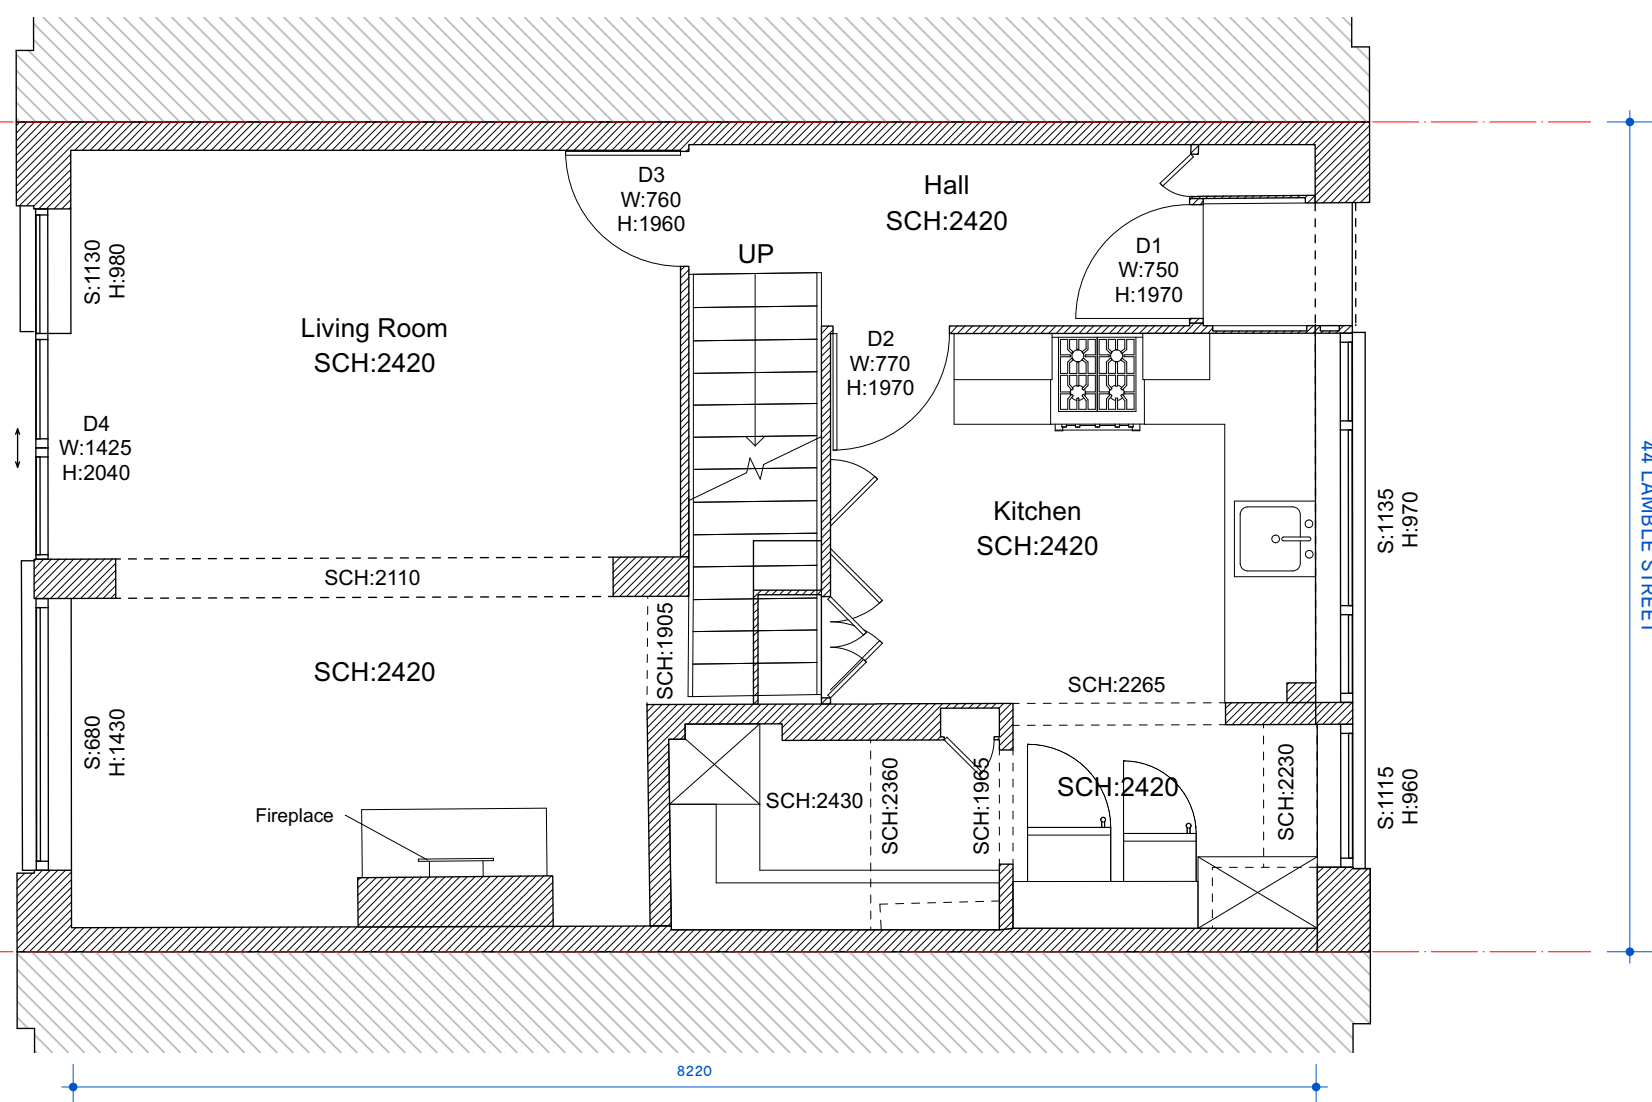 D3
W:760
H:1960
Hall
SCH:2420
UP
D1
W:750
H:1970
S:1130
H:980
Living Room
SCH:2420
D2
W:770
H:1970
D4
W:1425
H:2040
Kitchen
SCH:2420
S:1135
H:970
44 LAMBLE STREET
SCH:2110
SCH:1905
SCH:2420
SCH:2265
S:680
H:1430
Fireplace
SCH:2430
SCH:2360
SCH:1965
SCH:2420
SCH:2230
S:1115
H:960
8220